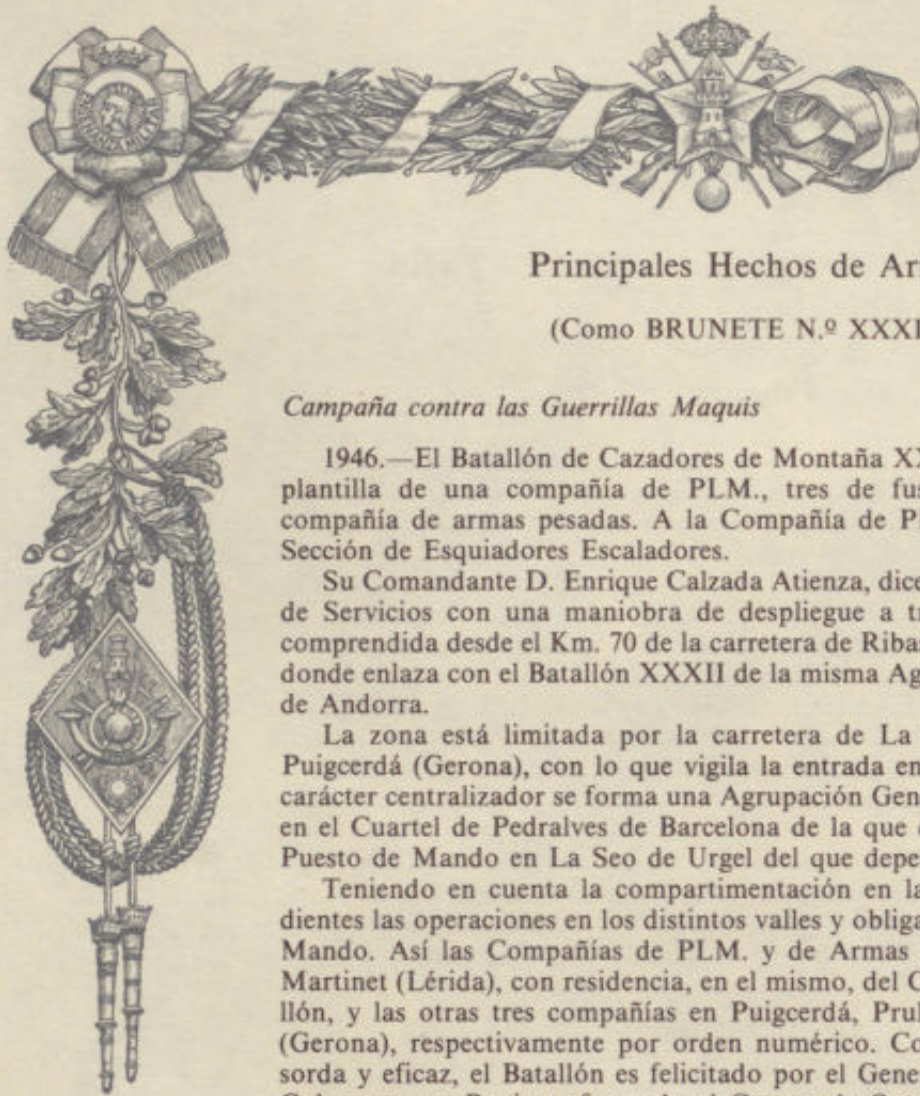 Principales Hechos de Ar
(Como BRUNETE N.º XXXI
Campaña contra las Guerrillas Maquis
1946.—El Batallón de Cazadores de Montaña XX
plantilla de una compañía de PLM., tres de fus
compañía de armas pesadas. A la Compañía de Pl
Sección de Esquiadores Escaladores.
Su Comandante D. Enrique Calzada Atienza, dice
de Servicios con una maniobra de despliegue a tr
comprendida desde el Km. 70 de la carretera de Riba
donde enlaza con el Batallón XXXII de la misma Ag
de Andorra.
La zona está limitada por la carretera de La
Puigcerdá (Gerona), con lo que vigila la entrada en
carácter centralizador se forma una Agrupación Gen
en el Cuartel de Pedralves de Barcelona de la que
Puesto de Mando en La Seo de Urgel del que depe
Teniendo en cuenta la compartimentación en la
dientes las operaciones en los distintos valles y obliga
Mando. Así las Compañías de PLM. y de Armas
Martinet (Lérida), con residencia, en el mismo, del C
llón, y las otras tres compañías en Puigcerdá, Prul
(Gerona), respectivamente por orden numérico. Co
sorda y eficaz, el Batallón es felicitado por el Gene